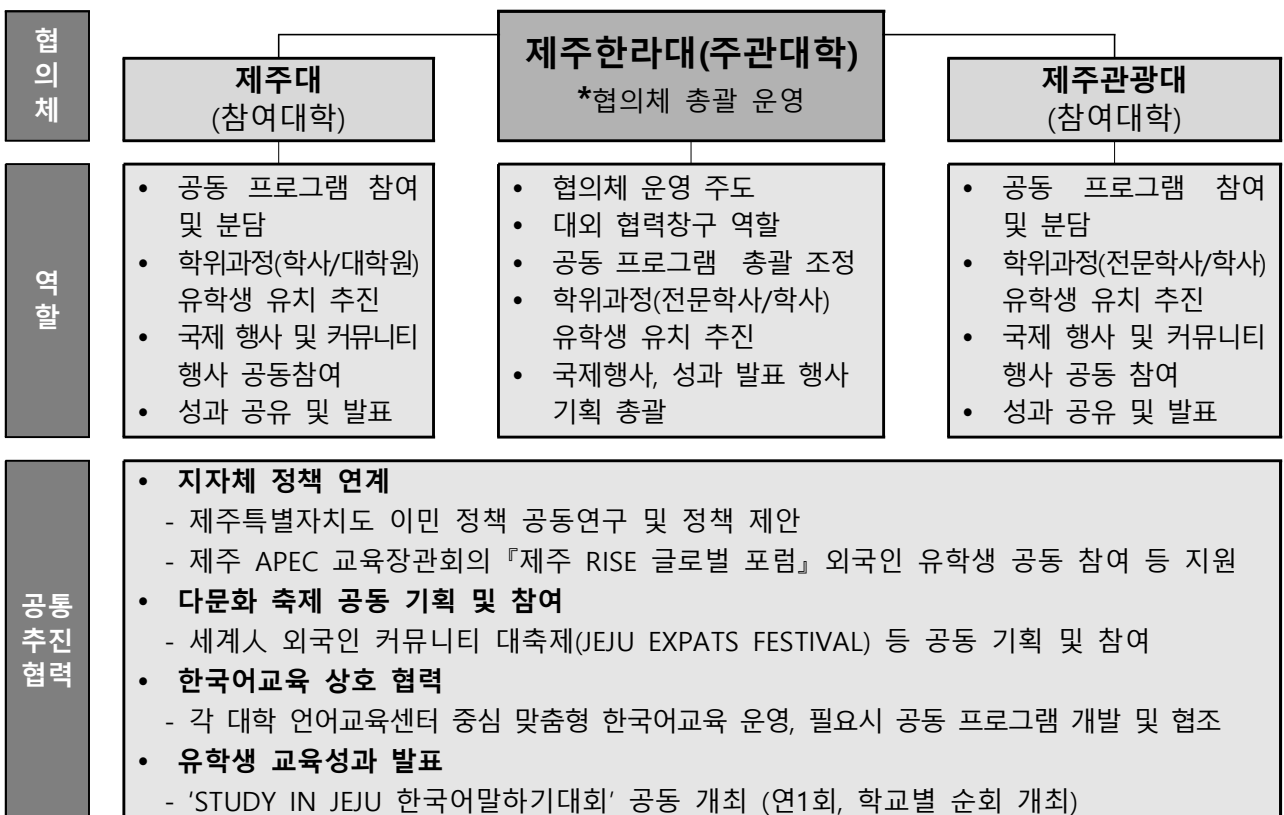 협
의
체
제주대
(참여대학)
제주한라대(주관대학)
*협의체 총괄 운영
제주관광대
(참여대학)
역
할
• 공동 프로그램 참여
및 분담
• 학위과정(학사/대학원)
유학생 유치 추진
• 국제 행사 및 커뮤니티
행사 공동참여
• 성과 공유 및 발표
• 협의체 운영 주도
• 대외 협력창구 역할
• 공동 프로그램 총괄 조정
• 학위과정(전문학사/학사)
유학생 유치 추진
• 국제행사, 성과 발표 행사
기획 총괄
• 공동 프로그램 참여
및 분담
• 학위과정(전문학사/학사)
유학생 유치 추진
• 국제 행사 및 커뮤니티
행사 공동 참여
• 성과 공유 및 발표
공통
추진
협력
• 지자체 정책 연계
- 제주특별자치도 이민 정책 공동연구 및 정책 제안
- 제주 APEC 교육장관회의 『제주 RISE 글로벌 포럼』 외국인 유학생 공동 참여 등 지원
• 다문화 축제 공동 기획 및 참여
- 세계人 외국인 커뮤니티 대축제(JEJU EXPATS FESTIVAL) 등 공동 기획 및 참여
• 한국어교육 상호 협력
- 각 대학 언어교육센터 중심 맞춤형 한국어교육 운영, 필요시 공동 프로그램 개발 및 협조
• 유학생 교육성과 발표
- ‘STUDY IN JEJU 한국어말하기대회’ 공동 개최 (연1회, 학교별 순회 개최)